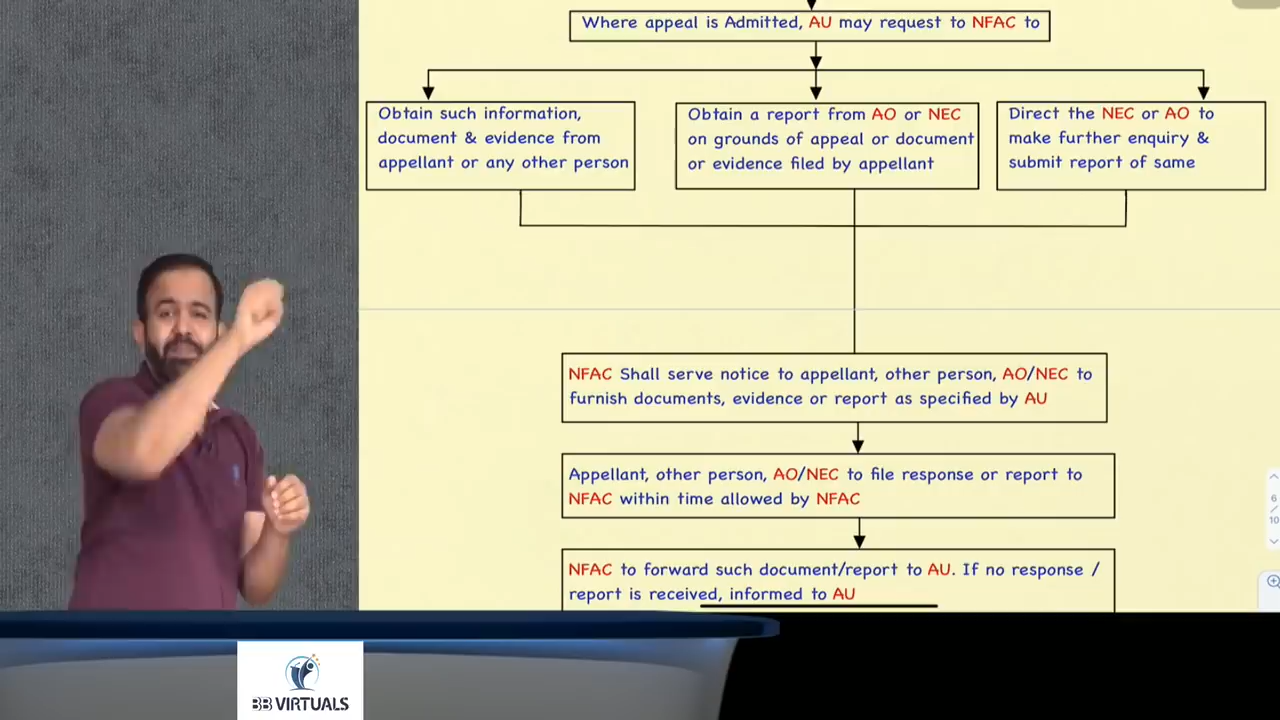 Where appeal is Admitted, AU may request to NFAC to
Obtain such information,
document & evidence from
appellant or any other person
Obtain a report from AO or NEC
on grounds of appeal or document
or evidence filed by appellant
Direct the NEC or AO to
make further enquiry &
submit report of same
NFAC Shall serve notice to appellant, other person, AO/NEC to
furnish documents, evidence or report as specified by AU
Appellant, other person, AO/NEC to file response or report to
NFAC within time allowed by NFAC
NFAC to forward such document/report to AU. If no response /
report is received, informed to AU
6
/
10
BB VIRTUALS